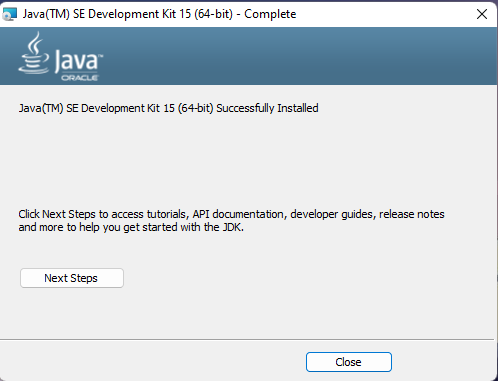 Java(TM) SE Development Kit 15 (64-bit) - Complete
Java
ORACLE
Java(TM) SE Development Kit 15 (64-bit) Successfully Installed
Click Next Steps to access tutorials, API documentation, developer guides, release notes
and more to help you get started with the JDK.
Next Steps
Close